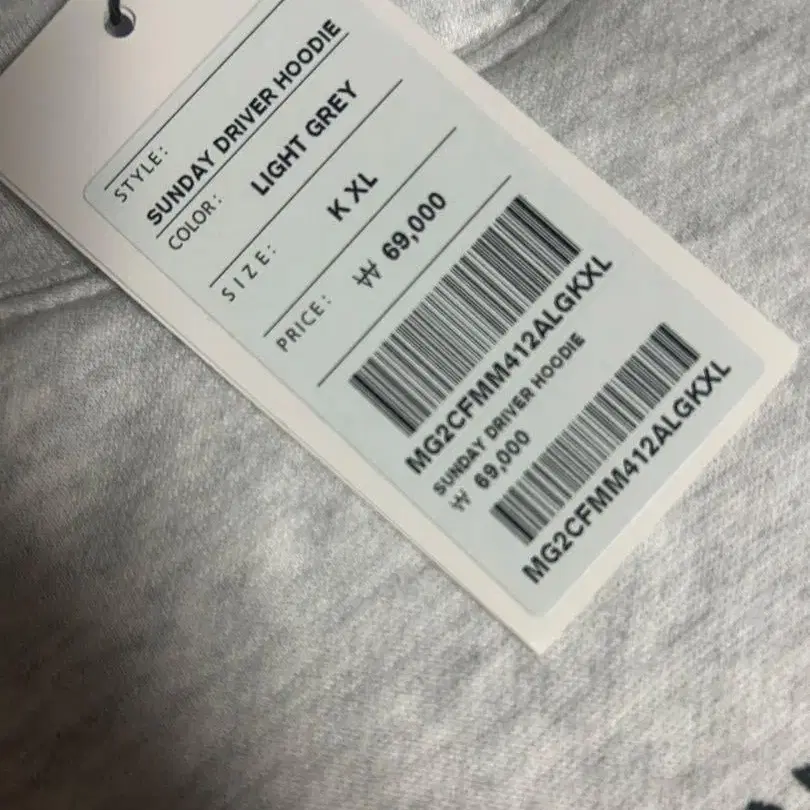 STYLE:
SUNDAY DRIVER HOODIE
COLOR: LIGHT GREY
SIZE: K XL
PRICE: ₩ 69,000
MG2CFMM412ALGKXL
SUNDAY DRIVER HOODIE
₩ 69,000
MG2CFMM412ALGKXL